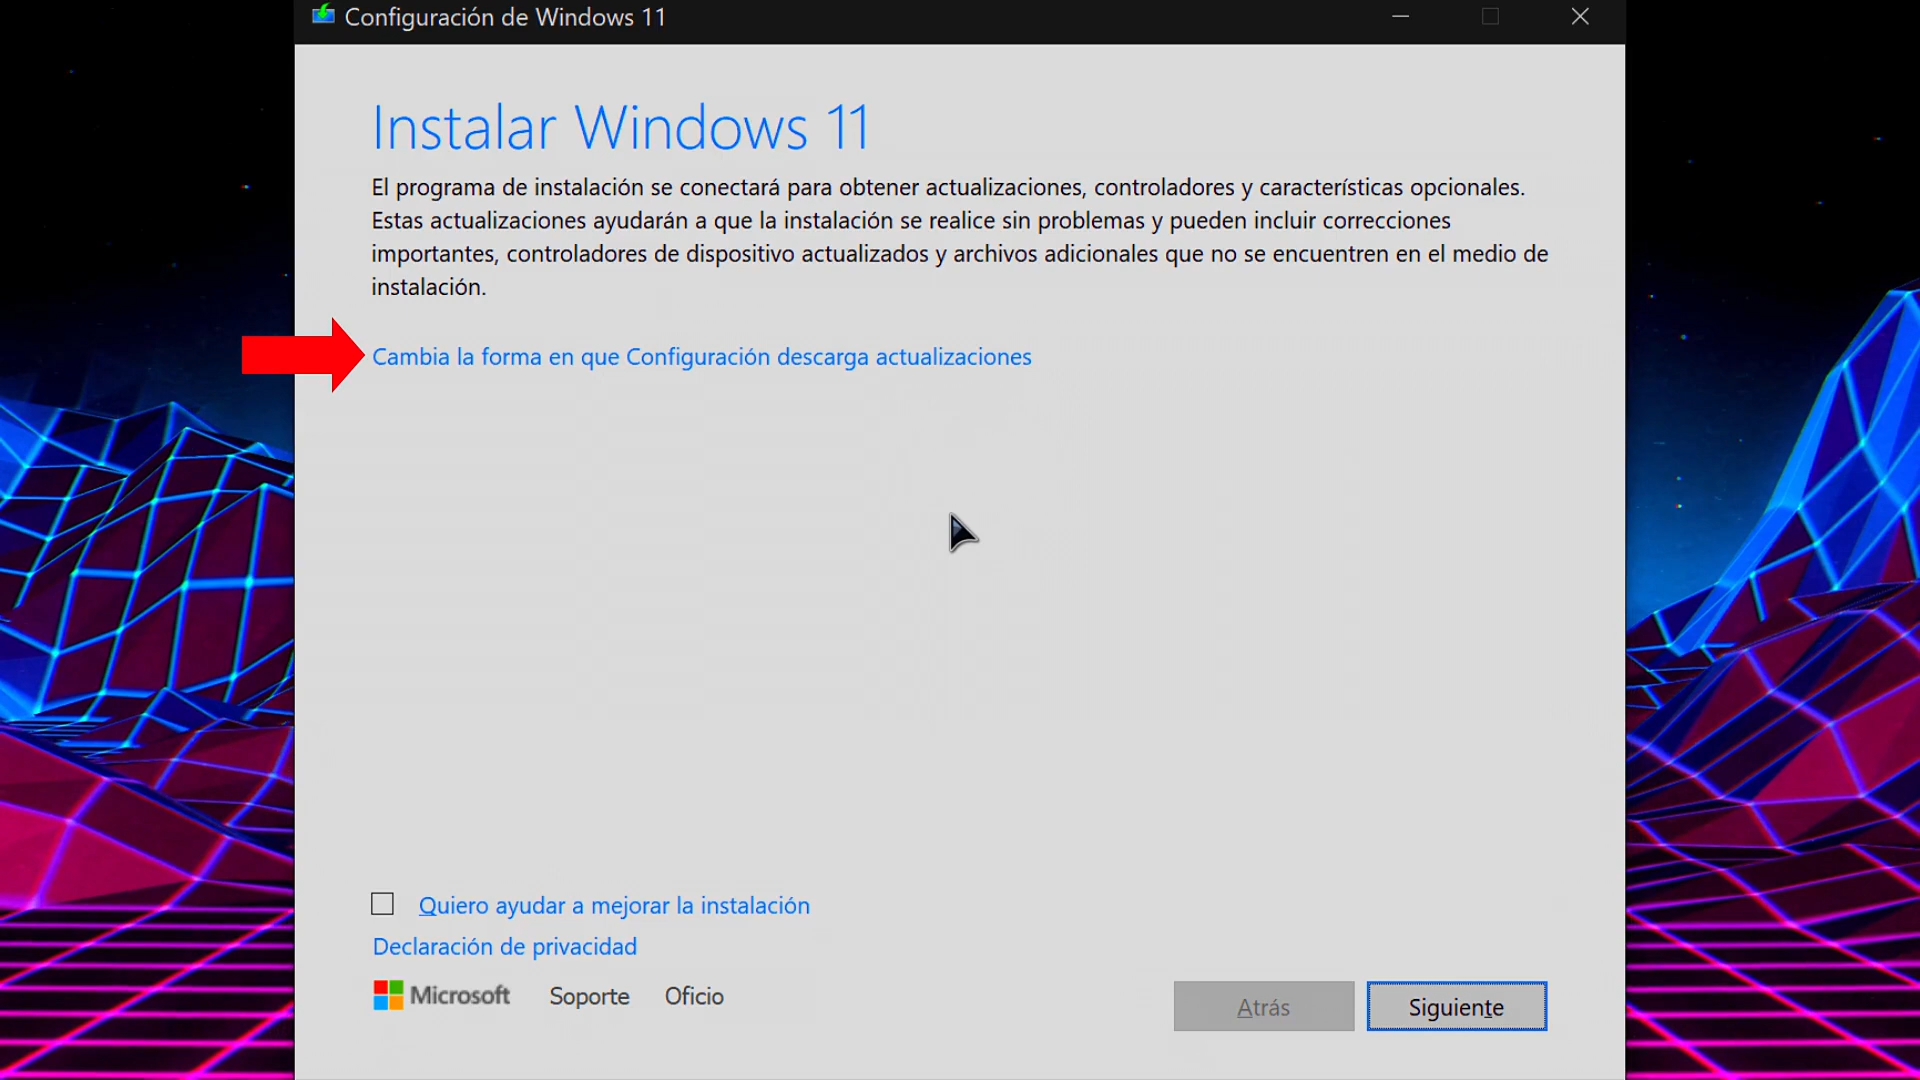 Configuración de Windows 11
Instalar Windows 11
El programa de instalación se conectará para obtener actualizaciones, controladores y características opcionales.
Estas actualizaciones ayudarán a que la instalación se realice sin problemas y pueden incluir correcciones
importantes, controladores de dispositivo actualizados y archivos adicionales que no se encuentren en el medio de
instalación.
Cambia la forma en que Configuración descarga actualizaciones
Quiero ayudar a mejorar la instalación
Declaración de privacidad
Microsoft Soporte Oficio Atrás Siguiente